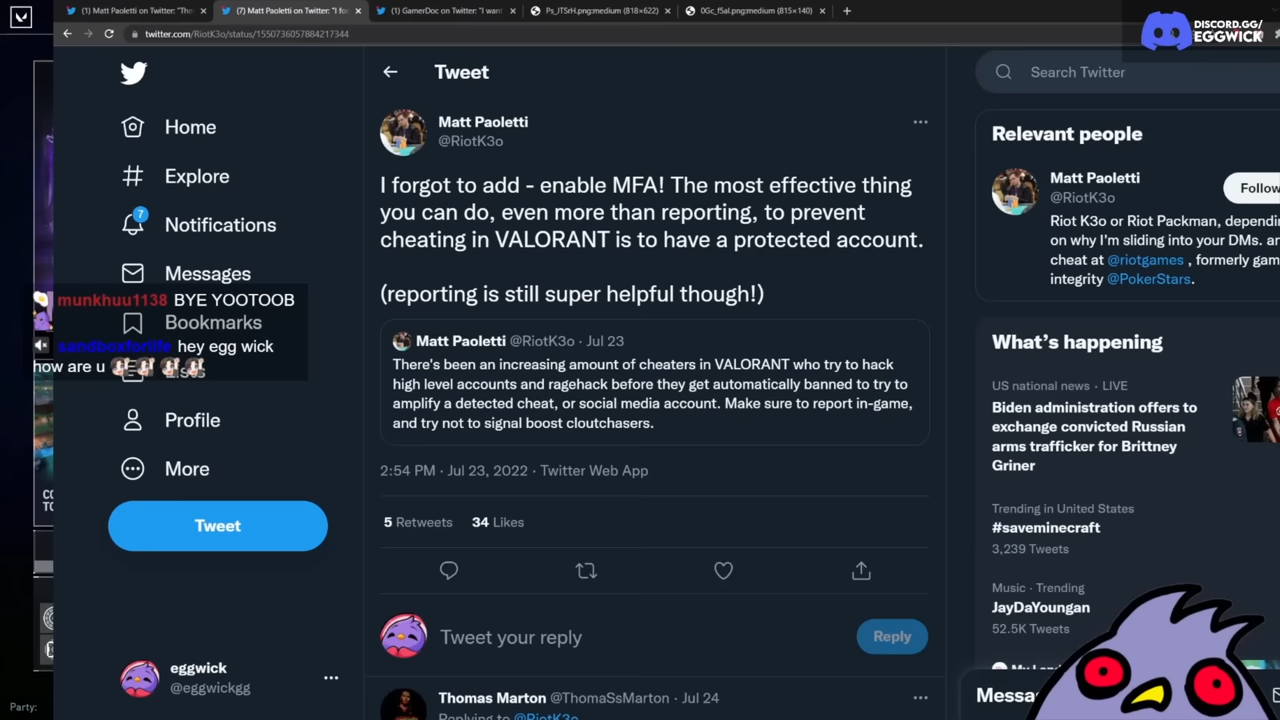 (1) Matt Paoletti on Twitter: "The
(7) Matt Paoletti on Twitter: "I for
(1) GamerDoc on Twitter: "I want
Ps_ITSrH.png:medium (818×622)
0Gc_f5al.png:medium (815×140)
twitter.com/RiotK3o/status/1550736057884217344
DISCORD.GG/
EGGWICK
Home
Explore
7
Notifications
Messages
Bookmarks
Lists
Profile
More
Tweet
eggwick
@eggwickgg
munkhuu1138 BYE YOOTOOB
sandboxforlife hey egg wick
how are u
Party:
Tweet
Matt Paoletti
@RiotK3o
I forgot to add - enable MFA! The most effective thing
you can do, even more than reporting, to prevent
cheating in VALORANT is to have a protected account.
(reporting is still super helpful though!)
Matt Paoletti @RiotK3o · Jul 23
There's been an increasing amount of cheaters in VALORANT who try to hack
high level accounts and ragehack before they get automatically banned to try to
amplify a detected cheat, or social media account. Make sure to report in-game,
and try not to signal boost cloutchasers.
2:54 PM · Jul 23, 2022 · Twitter Web App
5 Retweets 34 Likes
Tweet your reply
Reply
Thomas Marton @ThomaSsMarton · Jul 24
Replying to @RiotK3o
Search Twitter
Relevant people
Matt Paoletti
@RiotK3o
Follow
Riot K3o or Riot Packman, depending
on why I'm sliding into your DMs. an
cheat at @riotgames , formerly gam
integrity @PokerStars.
What's happening
US national news · LIVE
Biden administration offers to
exchange convicted Russian
arms trafficker for Brittney
Griner
Trending in United States
#saveminecraft
3,239 Tweets
Music · Trending
JayDaYoungan
52.5K Tweets
Messa